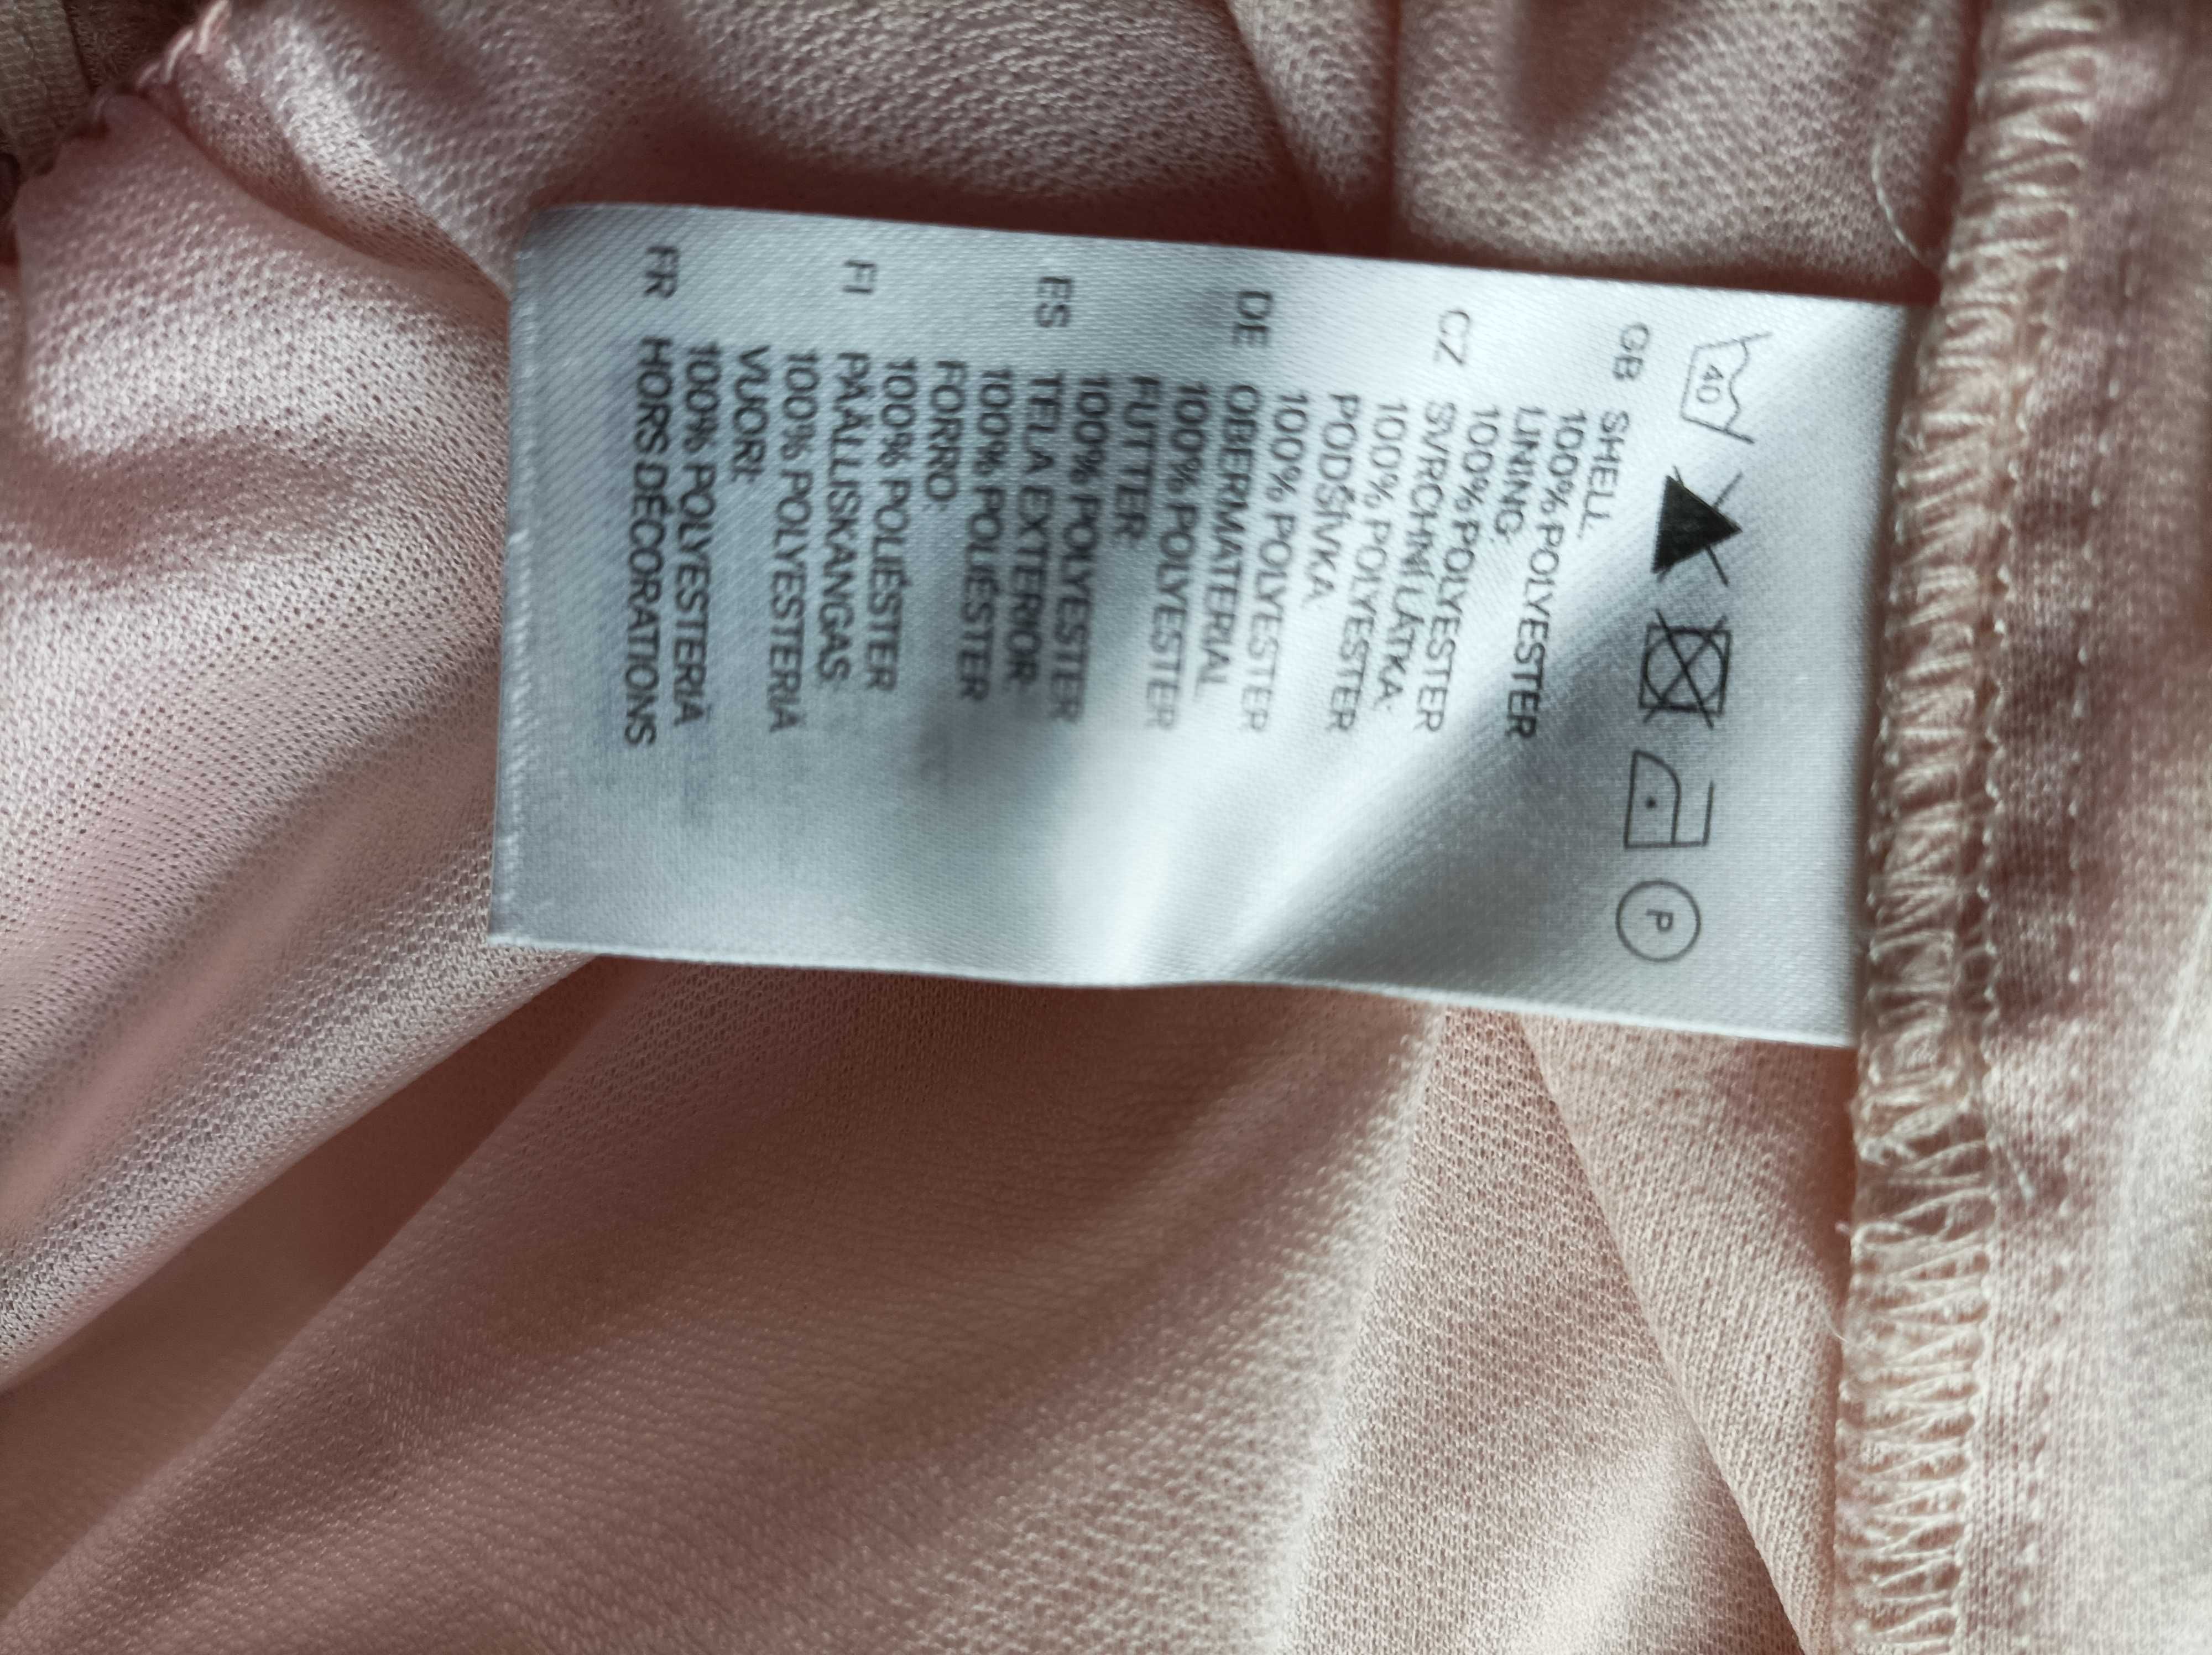 40 P
GB SHELL:
100% POLYESTER
LINING:
100% POLYESTER
CZ SVRCHNÍ LÁTKA:
100% POLYESTER
PODŠÍVKA:
100% POLYESTER
DE OBERMATERIAL:
100% POLYESTER
FUTTER:
100% POLYESTER
ES TELA EXTERIOR:
100% POLIÉSTER
FORRO:
100% POLIÉSTER
FI PÄÄLLISKANGAS:
100% POLYESTERIÄ
VUORI:
100% POLYESTERIÄ
FR HORS DÉCORATIONS